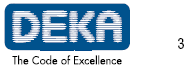 DEKA
The Code of Excellence
3